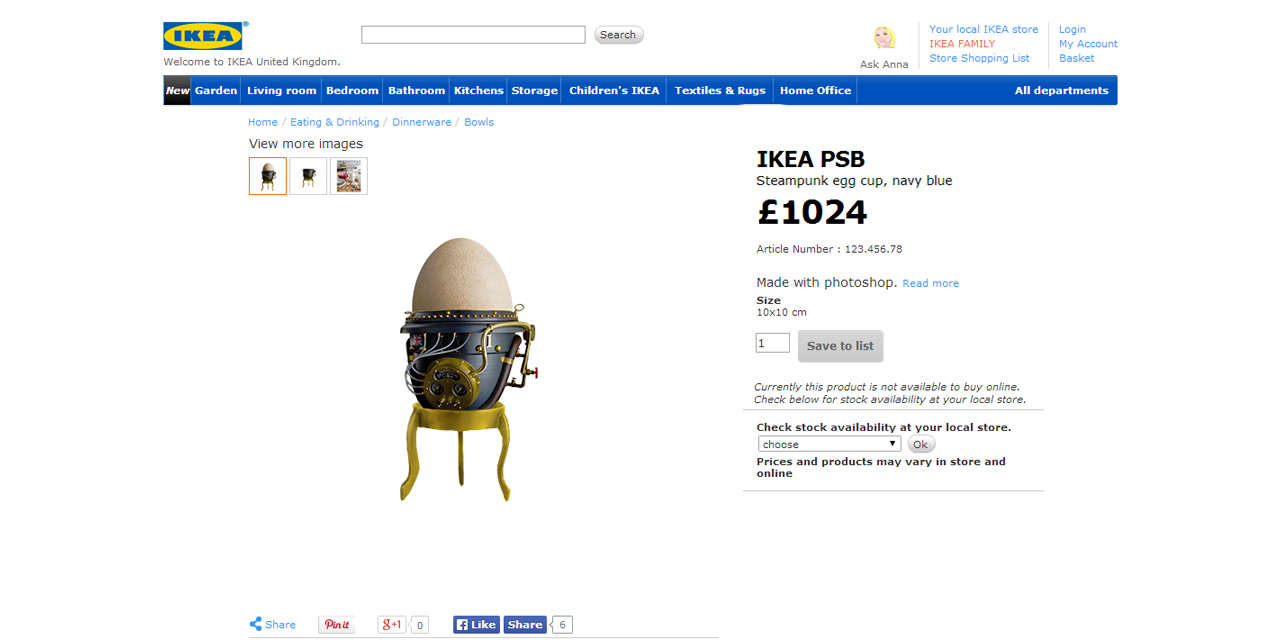 IKEA ®
Search
Welcome to IKEA United Kingdom.
Ask Anna
Your local IKEA store
IKEA FAMILY
Store Shopping List
Login
My Account
Basket
New Garden Living room Bedroom Bathroom Kitchens Storage Children's IKEA Textiles & Rugs Home Office All departments
Home / Eating & Drinking / Dinnerware / Bowls
View more images
IKEA PSB
Steampunk egg cup, navy blue
£1024
Article Number : 123.456.78
Made with photoshop. Read more
Size
10x10 cm
1 Save to list
Currently this product is not available to buy online.
Check below for stock availability at your local store.
Check stock availability at your local store.
choose Ok
Prices and products may vary in store and
online
Share Pin it g+1 0 Like Share 6